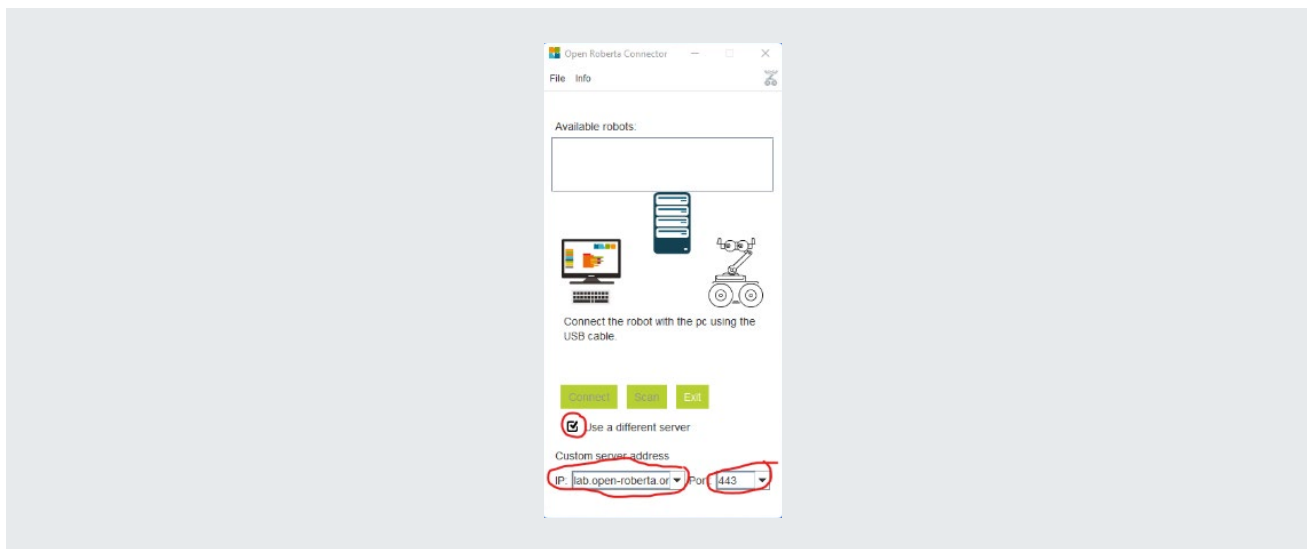 Open Roberta Connector
File Info
Available robots:
Connect the robot with the pc using the
USB cable.
Connect Scan Exit
Use a different server
Custom server address
IP: lab.open-roberta.or Port 443